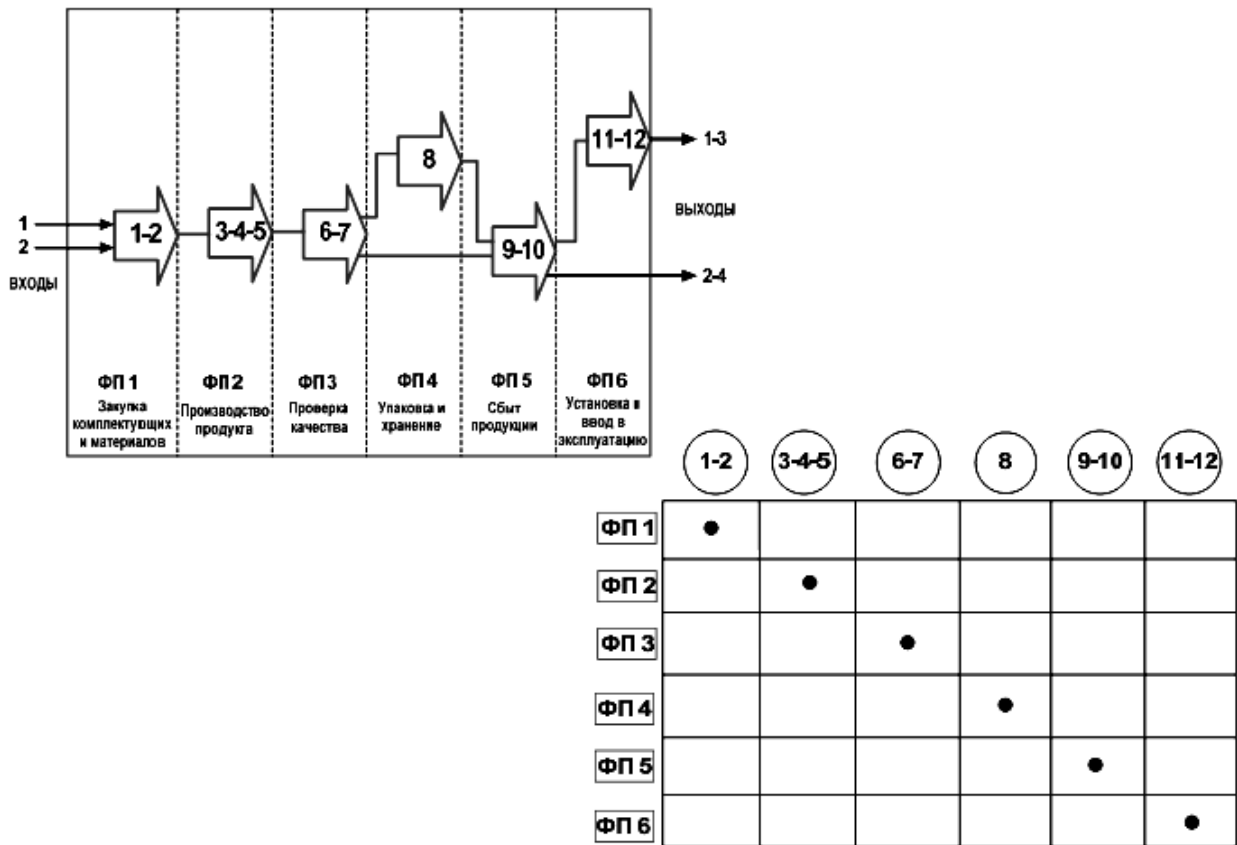 1-2
3-4-5
6-7
8
9-10
11-12
1
2
ВХОДЫ
1-3
ВЫХОДЫ
2-4
ФП 1
Закупка
комплектующих
и материалов
ФП 2
Производство
продукта
ФП 3
Проверка
качества
ФП 4
Упаковка и
хранение
ФП 5
Сбыт
продукции
ФП 6
Установка и
ввод в
эксплуатацию
1-2
3-4-5
6-7
8
9-10
11-12
ФП 1
ФП 2
ФП 3
ФП 4
ФП 5
ФП 6